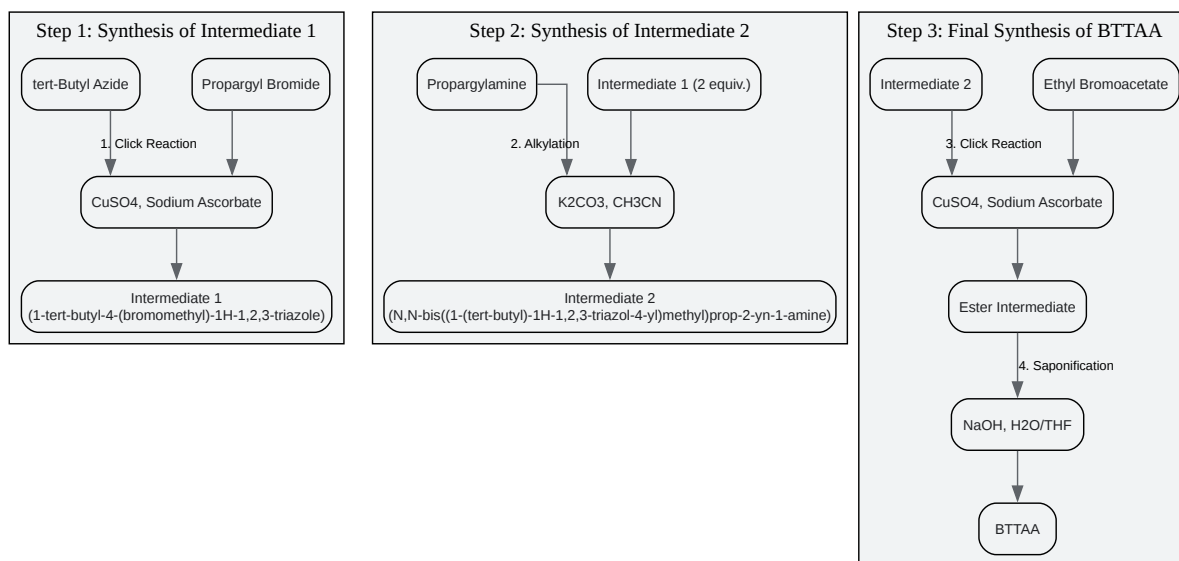 Step 1: Synthesis of Intermediate 1
tert-Butyl Azide
Propargyl Bromide
1. Click Reaction
CuSO4, Sodium Ascorbate
Intermediate 1
(1-tert-butyl-4-(bromomethyl)-1H-1,2,3-triazole)
Step 2: Synthesis of Intermediate 2
Propargylamine
Intermediate 1 (2 equiv.)
2. Alkylation
K2CO3, CH3CN
Intermediate 2
(N,N-bis((1-(tert-butyl)-1H-1,2,3-triazol-4-yl)methyl)prop-2-yn-1-amine)
Step 3: Final Synthesis of BTTAA
Intermediate 2
Ethyl Bromoacetate
3. Click Reaction
CuSO4, Sodium Ascorbate
Ester Intermediate
4. Saponification
NaOH, H2O/THF
BTTAA